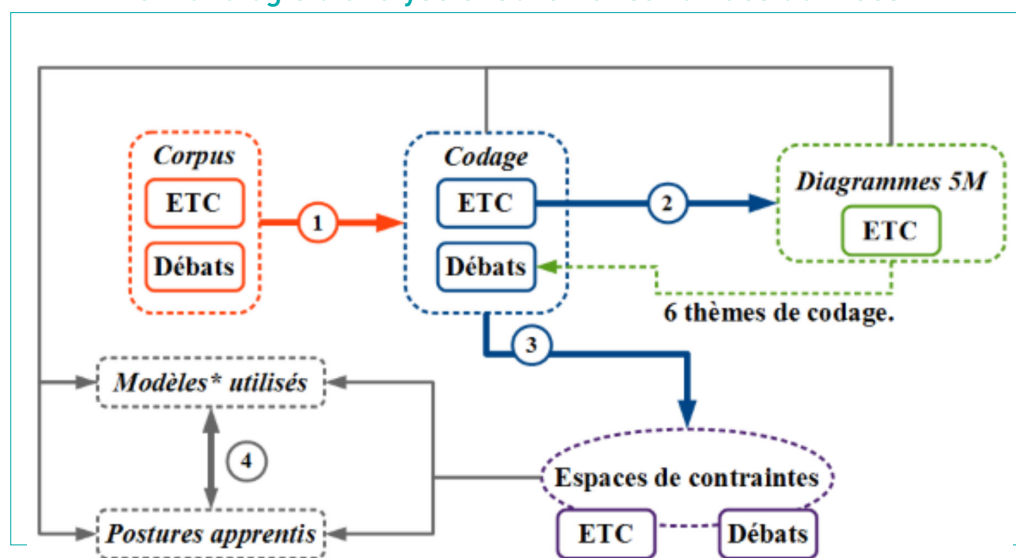 Corpus
ETC
Débats
1
Codage
ETC
Débats
2
Diagrammes 5M
ETC
6 thèmes de codage.
3
Modèles* utilisés
4
Postures apprentis
Espaces de contraintes
ETC
Débats